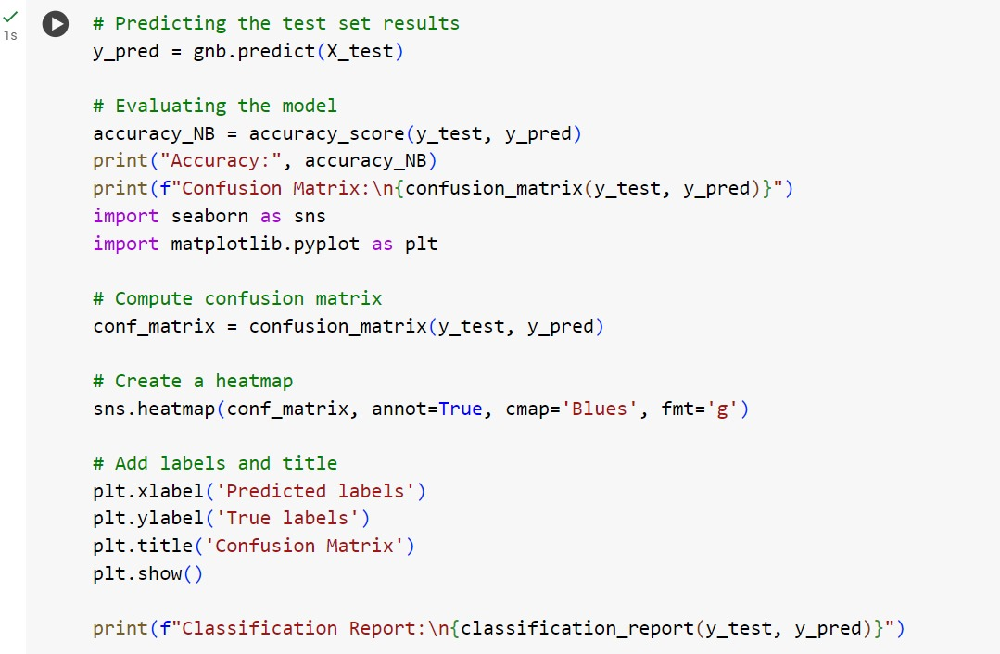 # Predicting the test set results
1s
y_pred = gnb.predict(X_test)
# Evaluating the model
accuracy_NB = accuracy_score(y_test, y_pred)
print("Accuracy:", accuracy_NB)
print(f"Confusion Matrix:\n{confusion_matrix(y_test, y_pred)}")
import seaborn as sns
import matplotlib.pyplot as plt
# Compute confusion matrix
conf_matrix = confusion_matrix(y_test, y_pred)
# Create a heatmap
sns.heatmap(conf_matrix, annot=True, cmap='Blues', fmt='g')
# Add labels and title
plt.xlabel('Predicted labels')
plt.ylabel('True labels')
plt.title('Confusion Matrix')
plt.show()
print(f"Classification Report:\n{classification_report(y_test, y_pred)}")